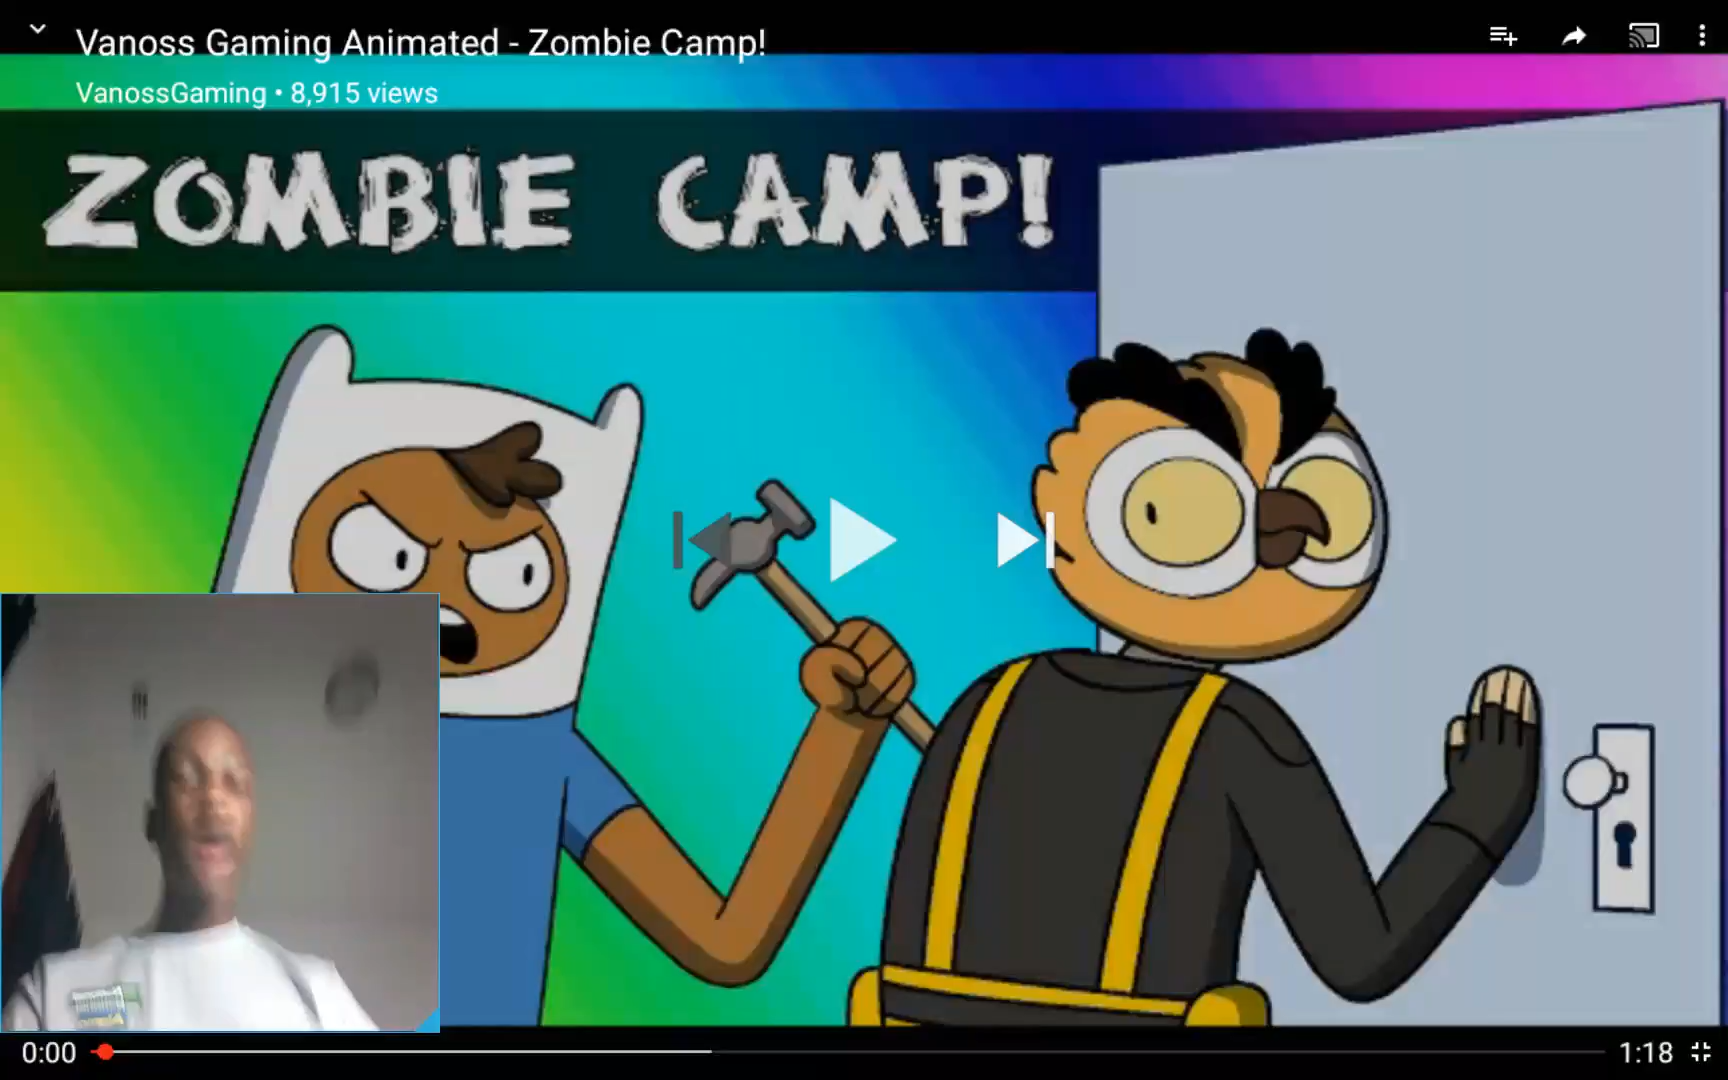 Vanoss Gaming Animated - Zombie Camp!
VanossGaming • 8,915 views
ZOMBIE CAMP!
0:00
1:18